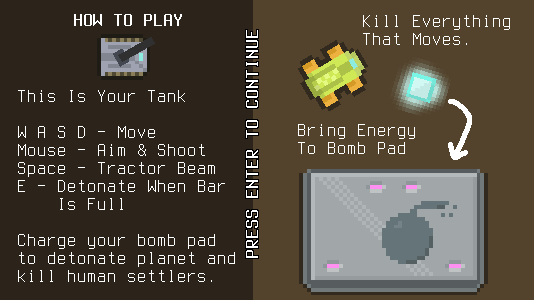 HOW TO PLAY
This Is Your Tank
W A S D - Move
Mouse - Aim & Shoot
Space - Tractor Beam
E - Detonate When Bar
Is Full
Charge your bomb pad
to detonate planet and
kill human settlers.
PRESS ENTER TO CONTINUE
Kill Everything
That Moves.
Bring Energy
To Bomb Pad